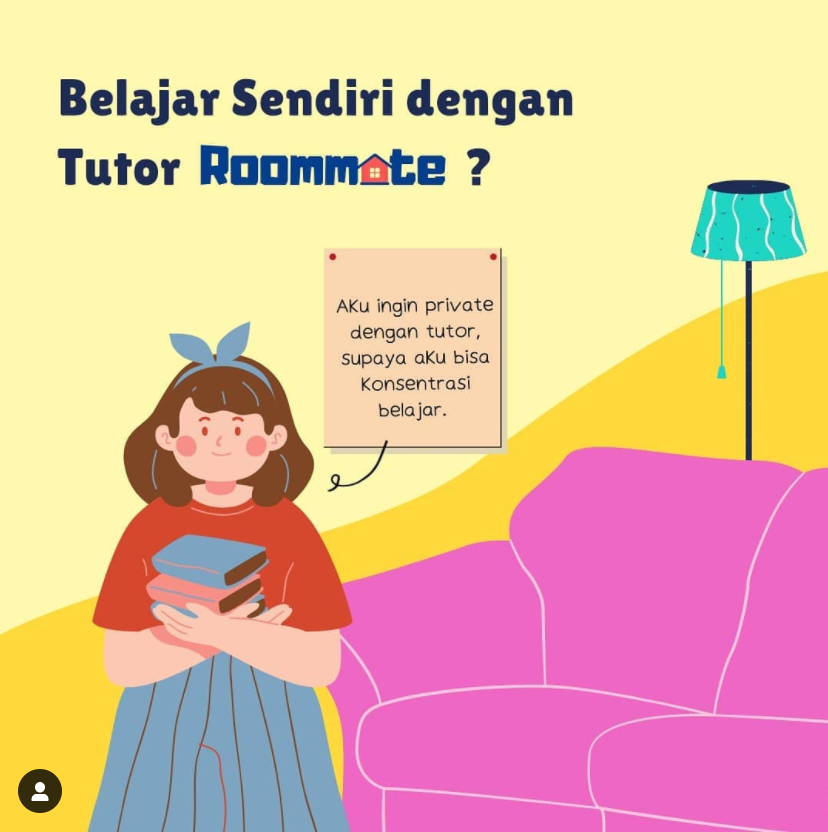 Belajar Sendiri dengan
Tutor Roommate ?
AKu ingin private
dengan tutor,
supaya aKu bisa
Konsentrasi
belajar.